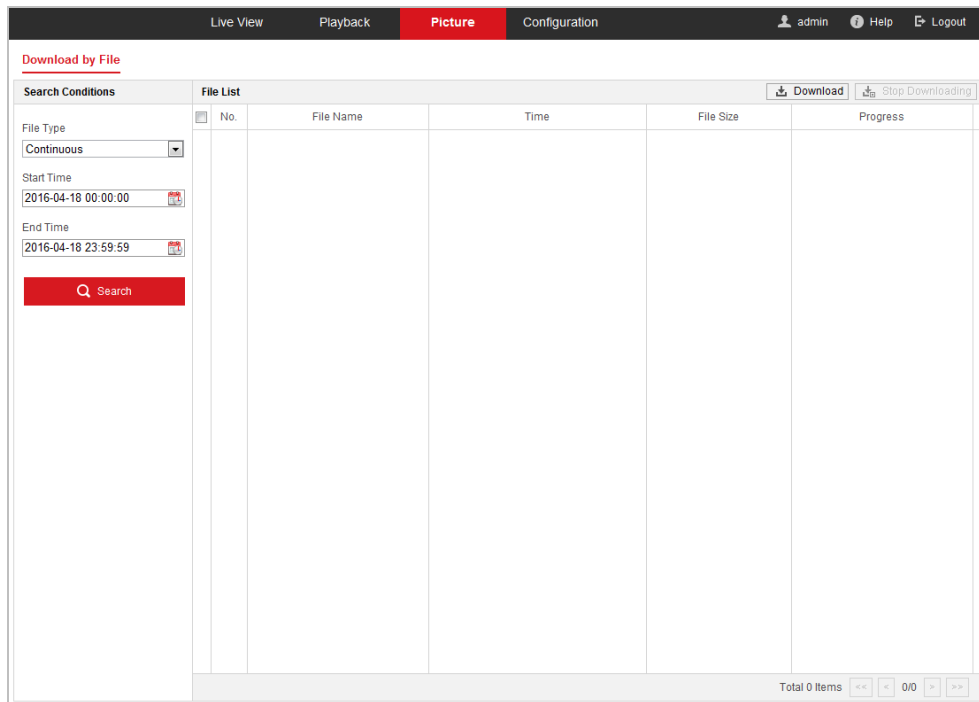 Live View Playback Picture Configuration admin Help Logout
Download by File
Search Conditions File List Download Stop Downloading
No. File Name Time File Size Progress
File Type
Continuous
Start Time
2016-04-18 00:00:00
End Time
2016-04-18 23:59:59
Search
Total 0 Items << < 0/0 > >>